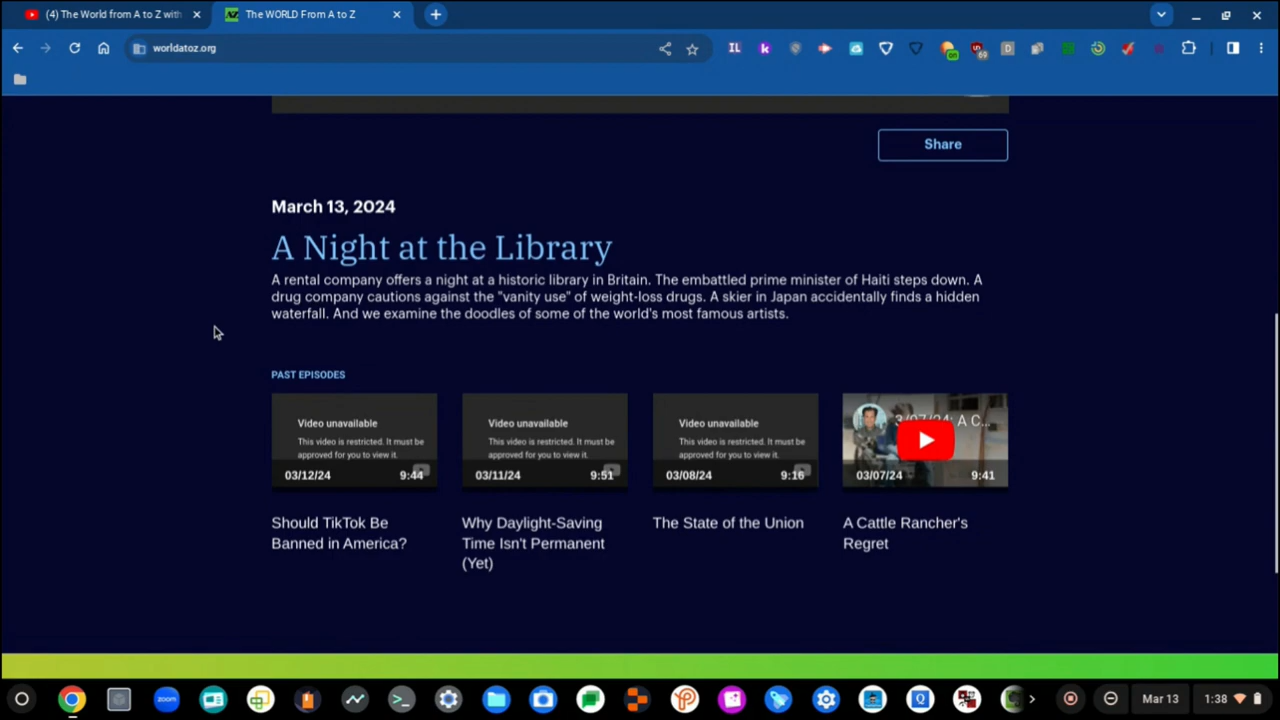 (4) The World from A to Z with
The WORLD From A to Z
worldatoz.org
IL
k
on
69
D
Share
March 13, 2024
A Night at the Library
A rental company offers a night at a historic library in Britain. The embattled prime minister of Haiti steps down. A
drug company cautions against the "vanity use" of weight-loss drugs. A skier in Japan accidentally finds a hidden
waterfall. And we examine the doodles of some of the world's most famous artists.
PAST EPISODES
Video unavailable
This video is restricted. It must be
approved for you to view it.
03/12/24 9:44
Should TikTok Be
Banned in America?
Video unavailable
This video is restricted. It must be
approved for you to view it.
03/11/24 9:51
Why Daylight-Saving
Time Isn't Permanent
(Yet)
Video unavailable
This video is restricted. It must be
approved for you to view it.
03/08/24 9:16
The State of the Union
3/07/24: A C...
03/07/24 9:41
A Cattle Rancher's
Regret
zoom
Q
Mar 13
1:38